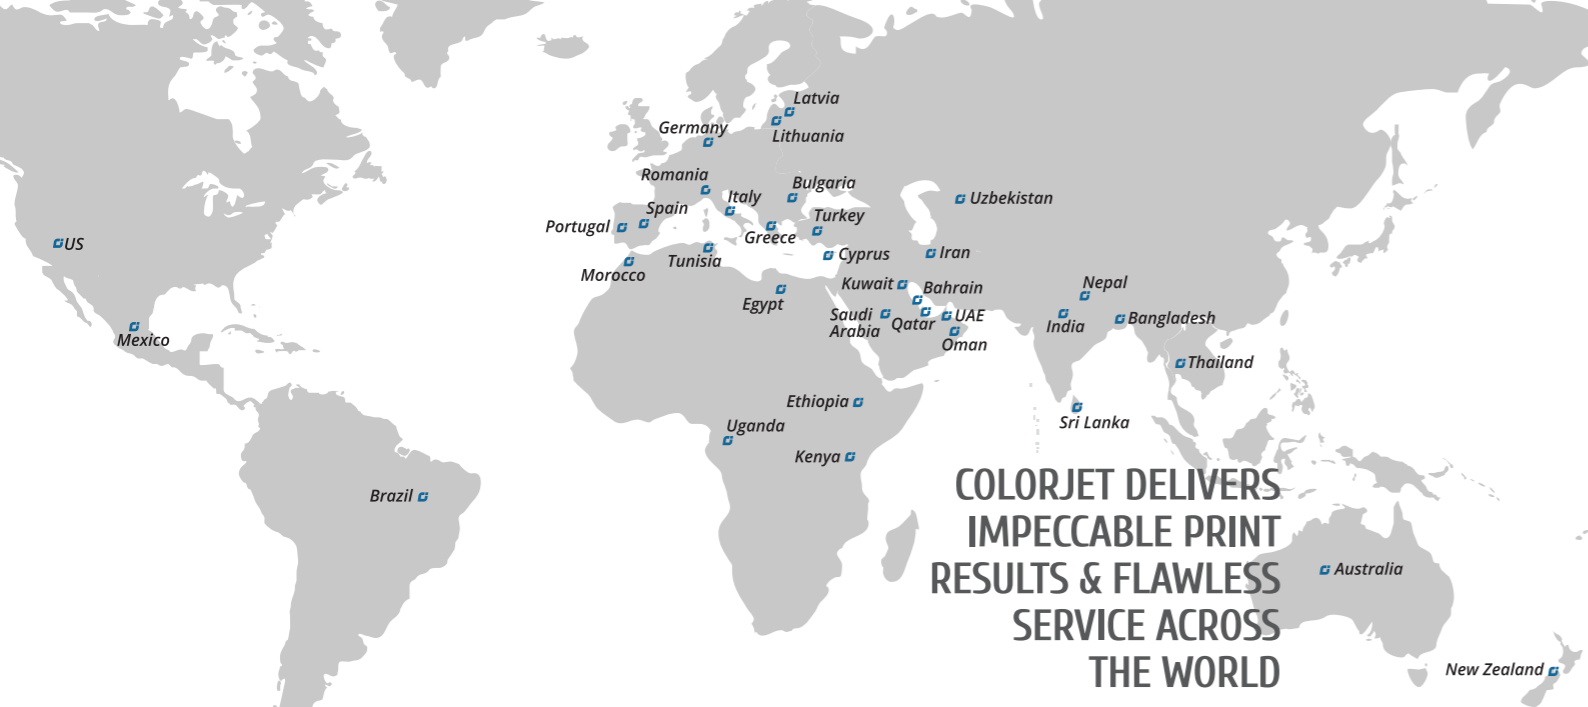 Latvia
Lithuania
Germany
Romania
Bulgaria
Italy
Uzbekistan
Spain
Turkey
Portugal
Greece
US
Cyprus
Iran
Tunisia
Morocco
Kuwait
Nepal
Bahrain
Egypt
Saudi
Arabia
Qatar
UAE
India
Bangladesh
Mexico
Oman
Thailand
Ethiopia
Sri Lanka
Uganda
Kenya
Brazil
COLORJET DELIVERS
IMPECCABLE PRINT
RESULTS & FLAWLESS
SERVICE ACROSS
THE WORLD
Australia
New Zealand